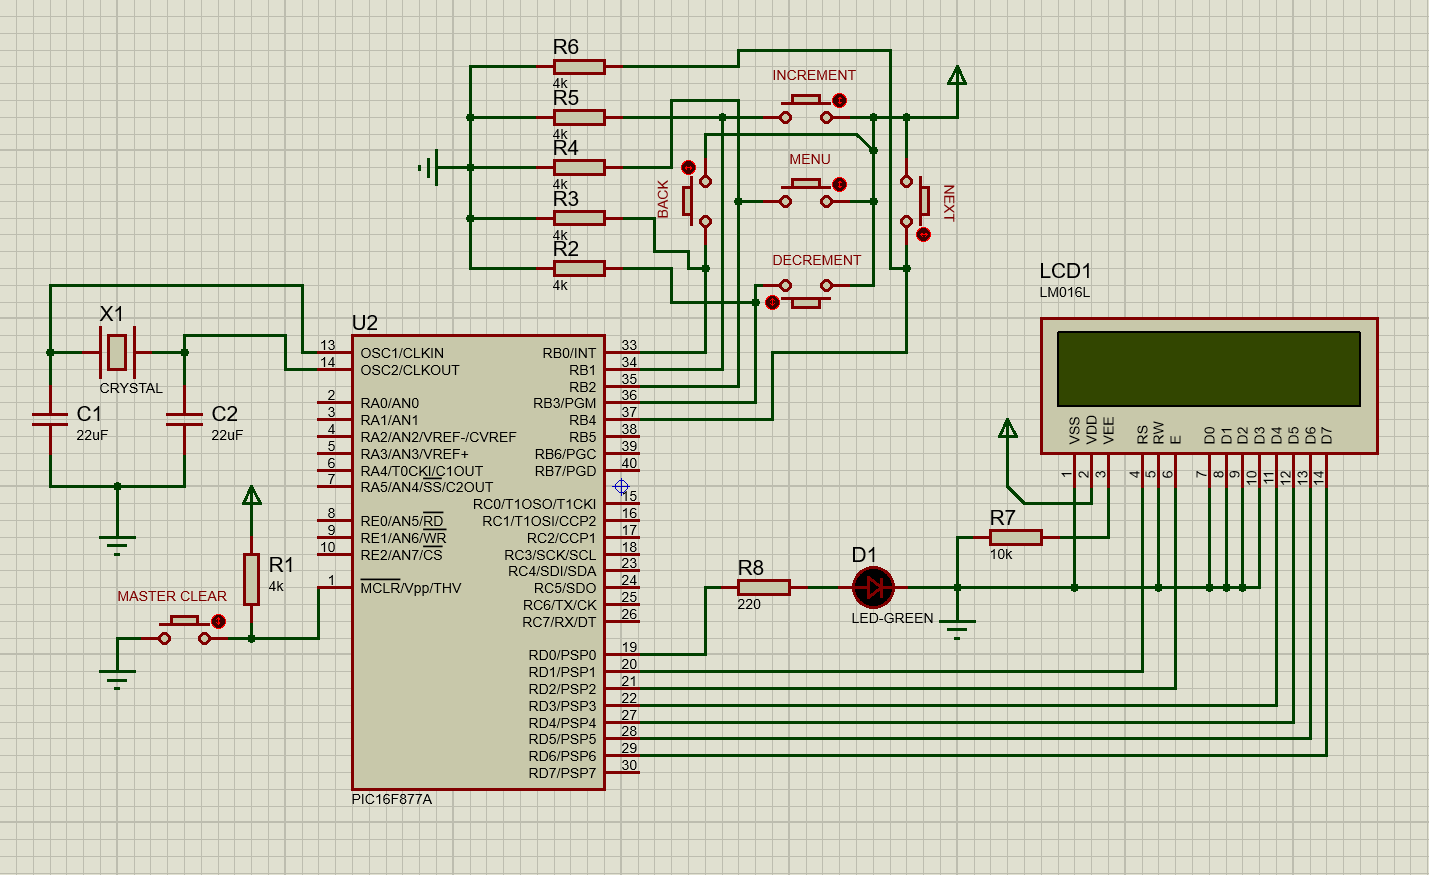 R6
4k
INCREMENT
R5
4k
R4
4k
MENU
BACK
NEXT
R3
4k
R2
4k
DECREMENT
LCD1
LM016L
VSS
VDD
VEE
RS
RW
E
D0
D1
D2
D3
D4
D5
D6
D7
1
2
3
4
5
6
7
8
9
10
11
12
13
14
X1
CRYSTAL
C1
22uF
C2
22uF
U2
13 OSC1/CLKIN
14 OSC2/CLKOUT
2 RA0/AN0
3 RA1/AN1
4 RA2/AN2/VREF-/CVREF
5 RA3/AN3/VREF+
6 RA4/T0CKI/C1OUT
7 RA5/AN4/SS/C2OUT
8 RE0/AN5/RD
9 RE1/AN6/WR
10 RE2/AN7/CS
1 MCLR/Vpp/THV
RB0/INT 33
RB1 34
RB2 35
RB3/PGM 36
RB4 37
RB5 38
RB6/PGC 39
RB7/PGD 40
RC0/T1OSO/T1CKI 15
RC1/T1OSI/CCP2 16
RC2/CCP1 17
RC3/SCK/SCL 18
RC4/SDI/SDA 23
RC5/SDO 24
RC6/TX/CK 25
RC7/RX/DT 26
RD0/PSP0 19
RD1/PSP1 20
RD2/PSP2 21
RD3/PSP3 22
RD4/PSP4 27
RD5/PSP5 28
RD6/PSP6 29
RD7/PSP7 30
PIC16F877A
R1
4k
MASTER CLEAR
R7
10k
R8
220
D1
LED-GREEN